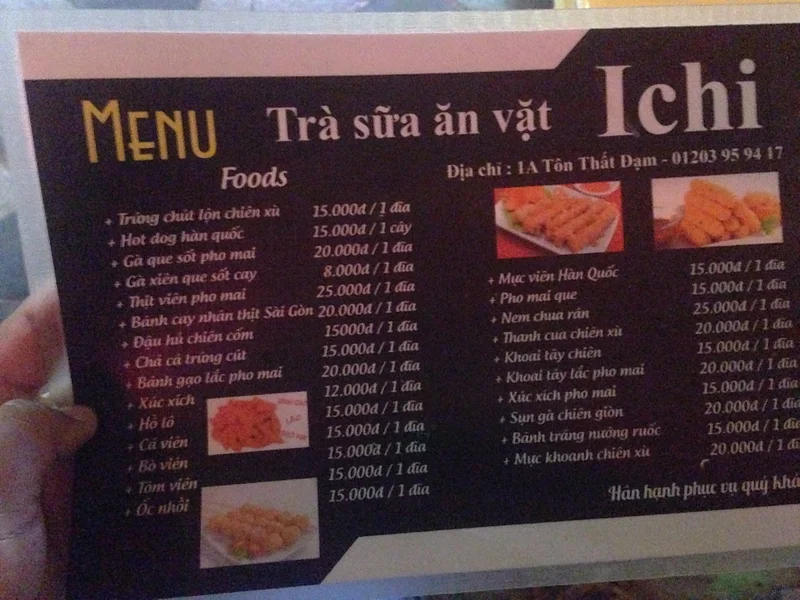 MENU
Trà sữa ăn vặt
Ichi
Địa chỉ : 1A Tôn Thất Đạm - 01203 95 94 17
Foods
+ Trứng chút lộn chiên xù 15.000đ / 1 đĩa
+ Hot dog hàn quốc 15.000đ / 1 cây
+ Gà que sốt pho mai 20.000đ / 1 đĩa
+ Gà xiên que sốt cay 8.000đ / 1 đĩa
+ Thịt viên pho mai 25.000đ / 1 đĩa
+ Bánh cay nhân thịt Sài Gòn 20.000đ / 1 đĩa
+ Đậu hủ chiên cốm 15000đ / 1 đĩa
+ Chả cá trứng cút 15.000đ / 1 đĩa
+ Bánh gạo lắc pho mai 20.000đ / 1 đĩa
+ Xúc xích 12.000đ / 1 đĩa
+ Hồ lô 15.000đ / 1 đĩa
+ Cá viên 15.000đ / 1 đĩa
+ Bò viên 15.000đ / 1 đĩa
+ Tôm viên 15.000đ / 1 đĩa
+ Ốc nhồi 15.000đ / 1 đĩa
+ Mực viên Hàn Quốc 15.000đ / 1 đĩa
+ Pho mai que 15.000đ / 1 đĩa
+ Nem chua rán 25.000đ / 1 đĩa
+ Thanh cua chiên xù 20.000đ / 1 đĩa
+ Khoai tây chiên 15.000đ / 1 đĩa
+ Khoai tây lắc pho mai 20.000đ / 1 đĩa
+ Xúc xích pho mai 15.000đ / 1 đĩa
+ Sụn gà chiên giòn 20.000đ / 1 đĩa
+ Bánh tráng nướng ruốc 15.000đ / 1 đĩa
+ Mực khoanh chiên xù 20.000đ / 1 đĩa
Hân hạnh phục vụ quý khá